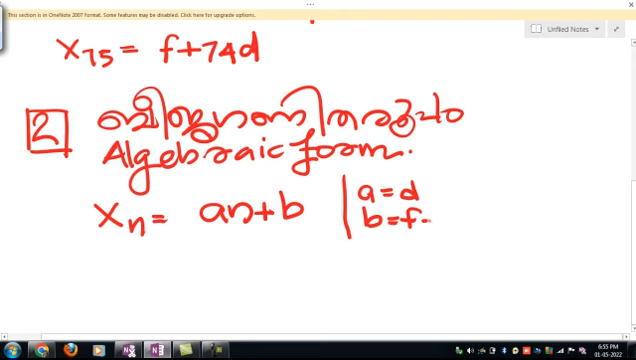 This section is in OneNote 2007 format. Some features may be disabled. Click here for upgrade options.
Unfiled Notes
x₇₅ = f+74d
2 ബീജഗണിതരൂപം
Algebraic form.
xₙ = an+b | a=d
b=f-
6:55 PM
01-05-2022